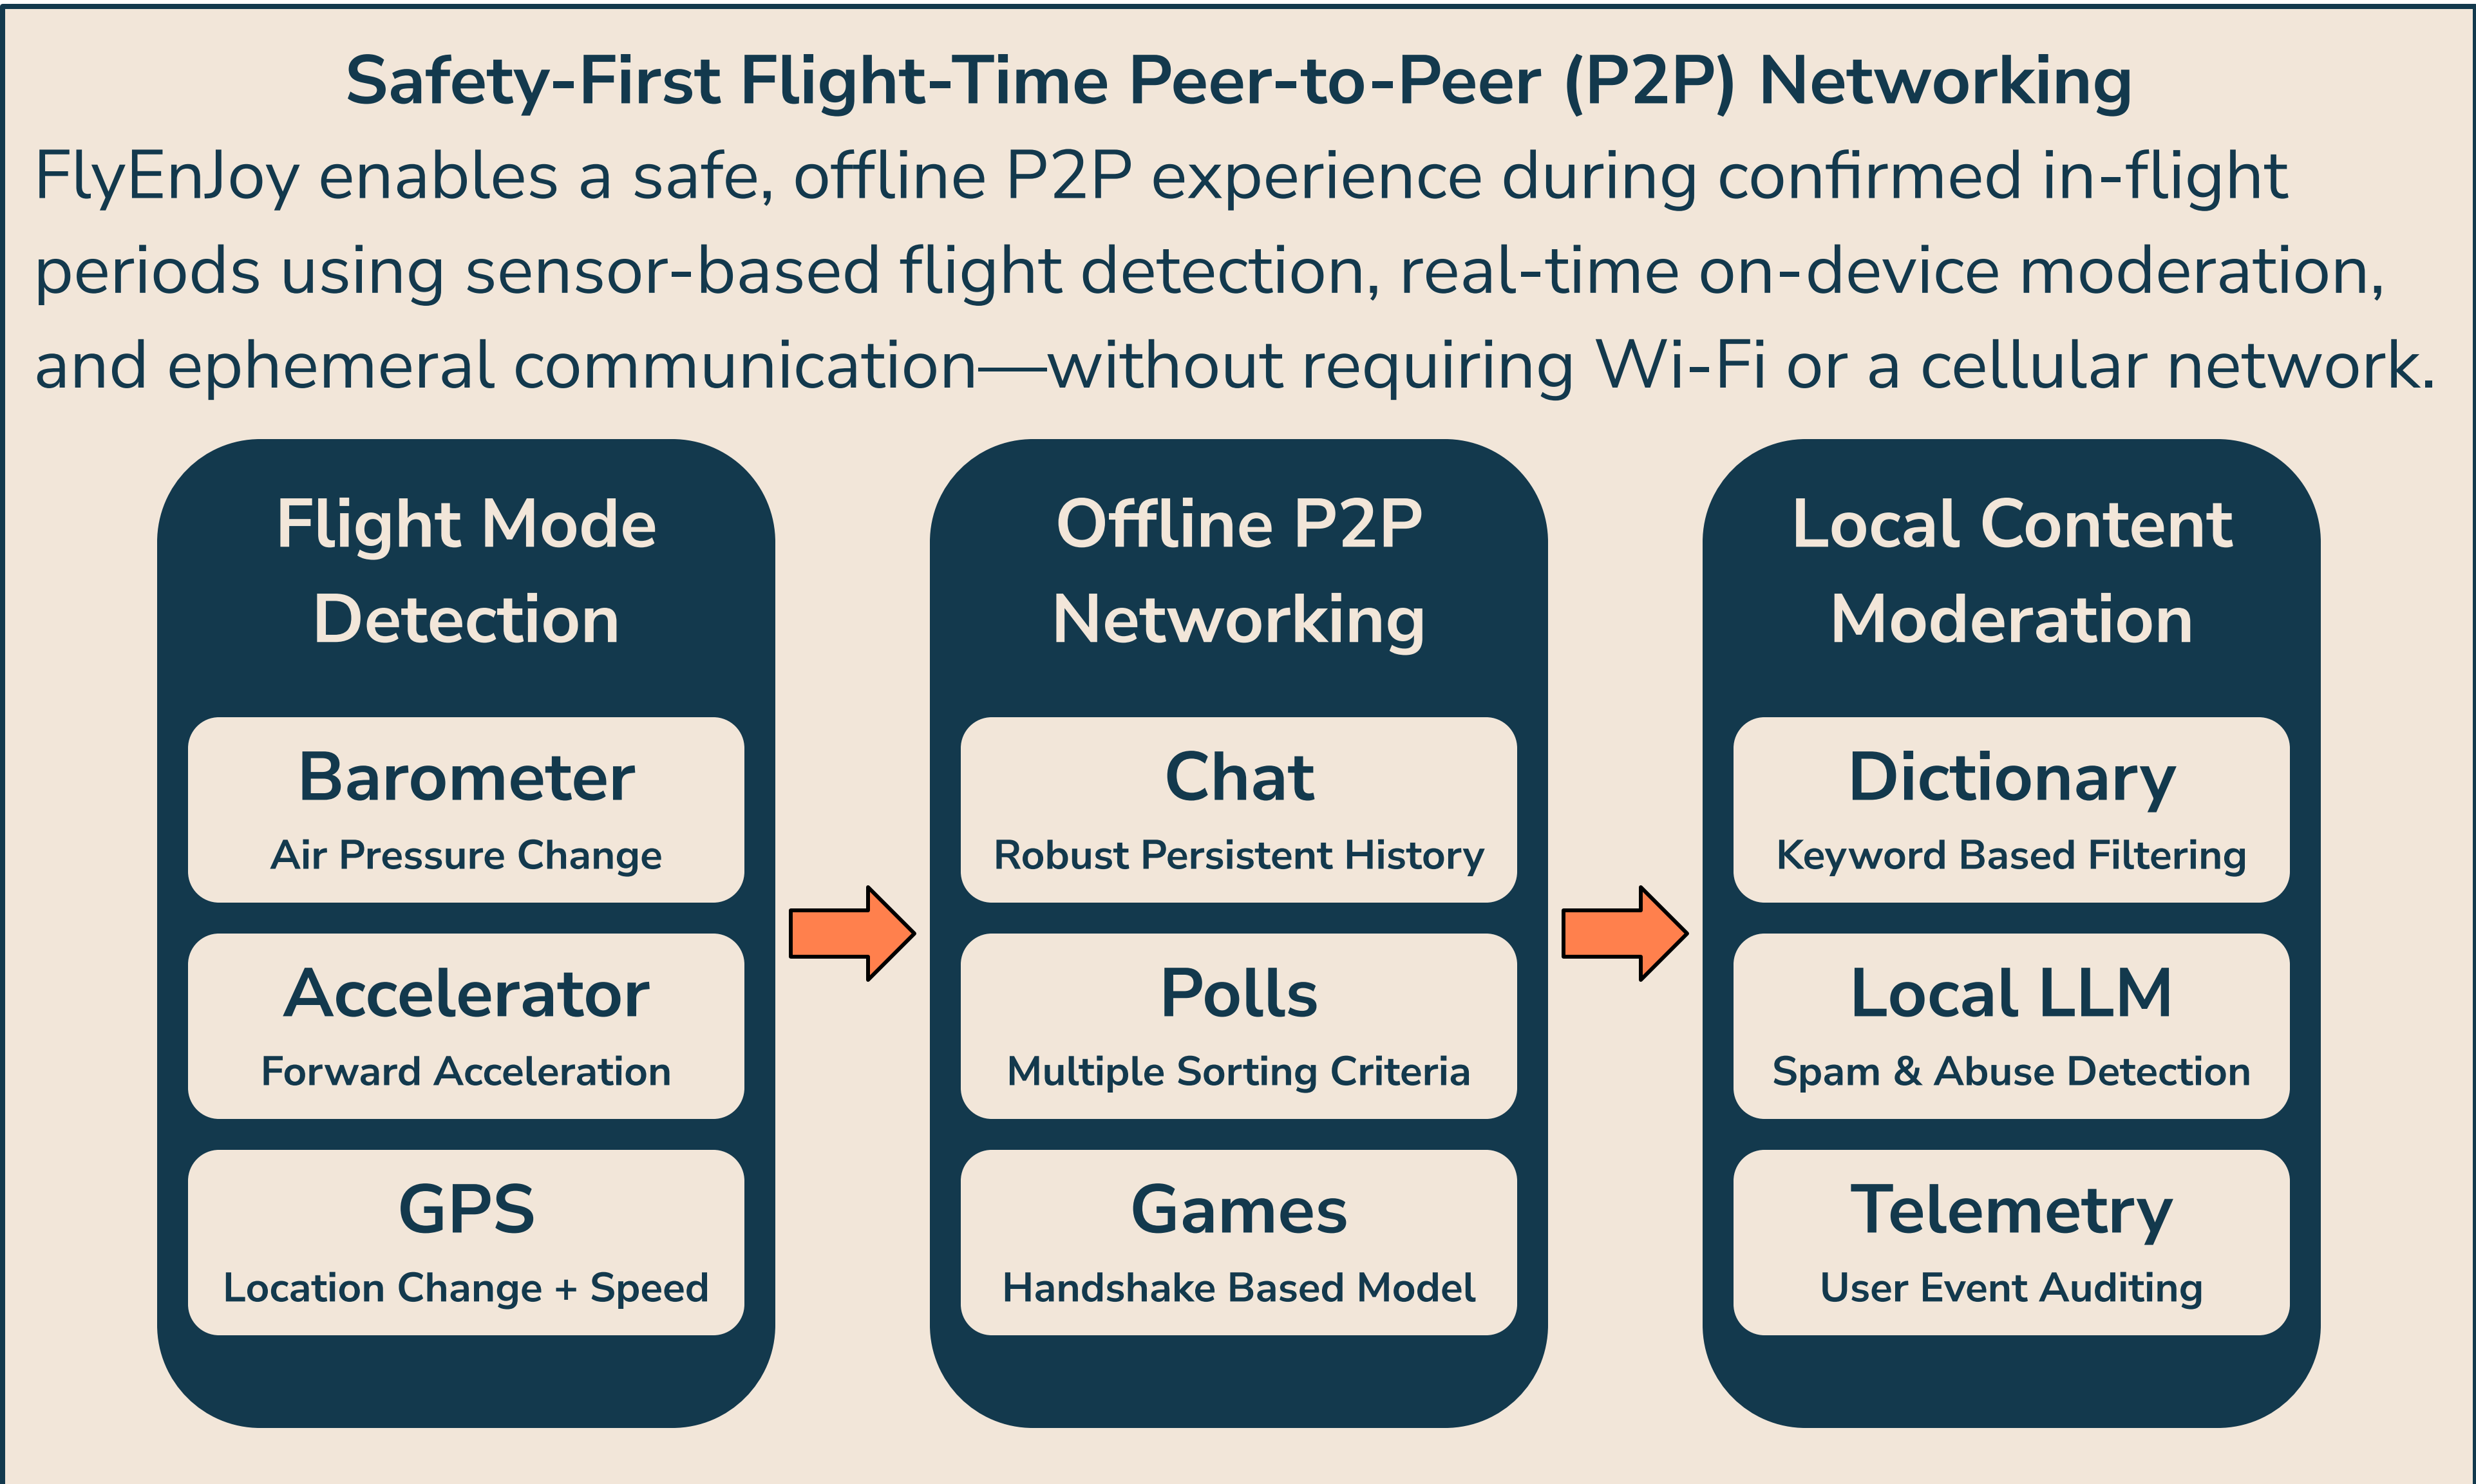 Safety-First Flight-Time Peer-to-Peer (P2P) Networking
FlyEnJoy enables a safe, offline P2P experience during confirmed in-flight
periods using sensor-based flight detection, real-time on-device moderation,
and ephemeral communication—without requiring Wi-Fi or a cellular network.
Flight Mode
Detection
Barometer
Air Pressure Change
Accelerator
Forward Acceleration
GPS
Location Change + Speed
Offline P2P
Networking
Chat
Robust Persistent History
Polls
Multiple Sorting Criteria
Games
Handshake Based Model
Local Content
Moderation
Dictionary
Keyword Based Filtering
Local LLM
Spam & Abuse Detection
Telemetry
User Event Auditing